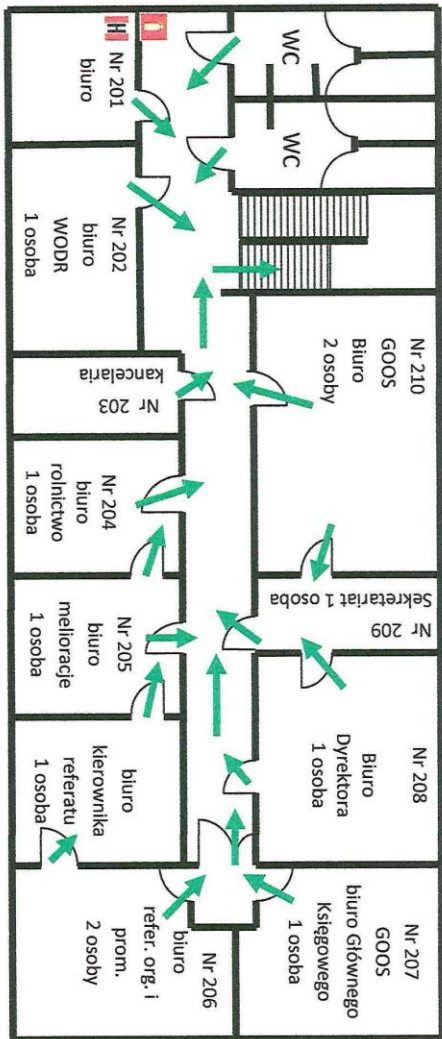 WC
WC
Nr 201
biuro
H
Nr 202
biuro
WODR
1 osoba
Nr 203
kancelaria
Nr 204
biuro
rolnictwo
1 osoba
Nr 205
biuro
melioracje
1 osoba
biuro
kierownika
referatu
1 osoba
Nr 206
biuro
refer. org. i
prom.
2 osoby
Nr 207
GOOS
biuro Głównego
Księgowego
1 osoba
Nr 208
Biuro
Dyrektora
1 osoba
Nr 209
Sekretariat 1 osoba
Nr 210
GOOS
Biuro
2 osoby